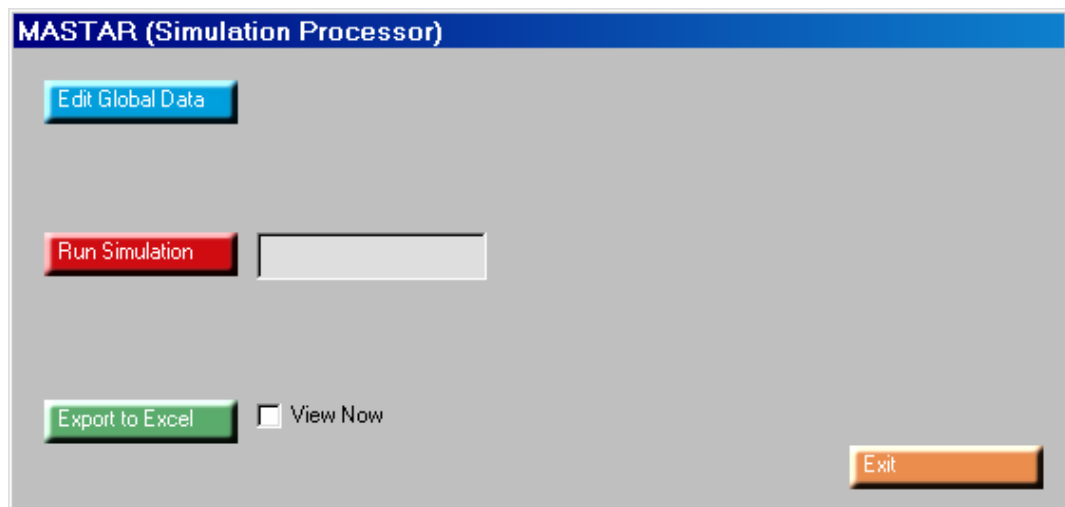 MASTAR (Simulation Processor)
Edit Global Data
Run Simulation
Export to Excel
View Now
Exit